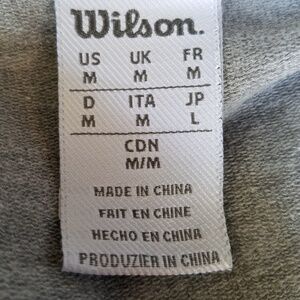 Wilson.
US UK FR
M M M
D ITA JP
M M L
CDN
M/M
MADE IN CHINA
FAIT EN CHINE
HECHO EN CHINA
PRODUZIER IN CHINA